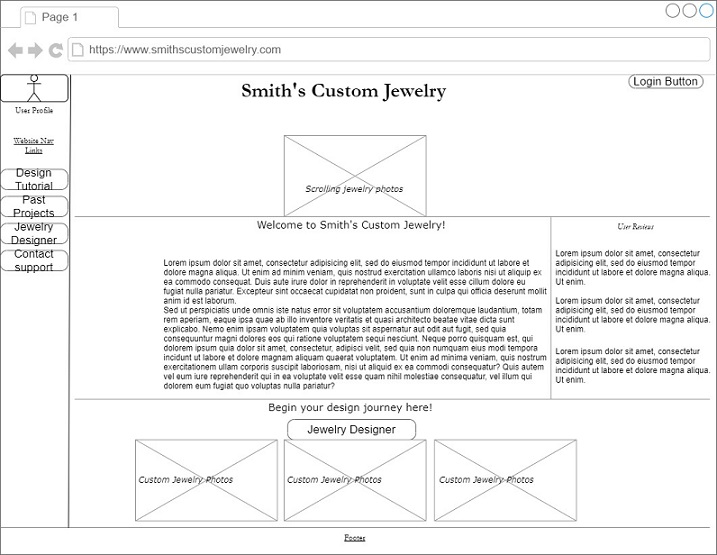 Page 1
https://www.smithscustomjewelry.com
Smith's Custom Jewelry
Login Button
User Profile
Website Nav
Links
Design
Tutorial
Past
Projects
Jewelry
Designer
Contact
support
Scrolling jewelry photos
Welcome to Smith's Custom Jewelry!
Lorem ipsum dolor sit amet, consectetur adipisicing elit, sed do eiusmod tempor incididunt ut labore et
dolore magna aliqua. Ut enim ad minim veniam, quis nostrud exercitation ullamco laboris nisi ut aliquip ex
ea commodo consequat. Duis aute irure dolor in reprehenderit in voluptate velit esse cillum dolore eu
fugiat nulla pariatur. Excepteur sint occaecat cupidatat non proident, sunt in culpa qui officia deserunt mollit
anim id est laborum.
Sed ut perspiciatis unde omnis iste natus error sit voluptatem accusantium doloremque laudantium, totam
rem aperiam, eaque ipsa quae ab illo inventore veritatis et quasi architecto beatae vitae dicta sunt
explicabo. Nemo enim ipsam voluptatem quia voluptas sit aspernatur aut odit aut fugit, sed quia
consequuntur magni dolores eos qui ratione voluptatem sequi nesciunt. Neque porro quisquam est, qui
dolorem ipsum quia dolor sit amet, consectetur, adipisci velit, sed quia non numquam eius modi tempora
incidunt ut labore et dolore magnam aliquam quaerat voluptatem. Ut enim ad minima veniam, quis nostrum
exercitationem ullam corporis suscipit laboriosam, nisi ut aliquid ex ea commodi consequatur? Quis autem
vel eum iure reprehenderit qui in ea voluptate velit esse quam nihil molestiae consequatur, vel illum qui
dolorem eum fugiat quo voluptas nulla pariatur?
User Reviews
Lorem ipsum dolor sit amet, consectetur
adipisicing elit, sed do eiusmod tempor
incididunt ut labore et dolore magna aliqua.
Ut enim.
Lorem ipsum dolor sit amet, consectetur
adipisicing elit, sed do eiusmod tempor
incididunt ut labore et dolore magna aliqua.
Ut enim.
Lorem ipsum dolor sit amet, consectetur
adipisicing elit, sed do eiusmod tempor
incididunt ut labore et dolore magna aliqua.
Ut enim.
Begin your design journey here!
Jewelry Designer
Custom Jewelry Photos
Custom Jewelry Photos
Custom Jewelry Photos
Footer